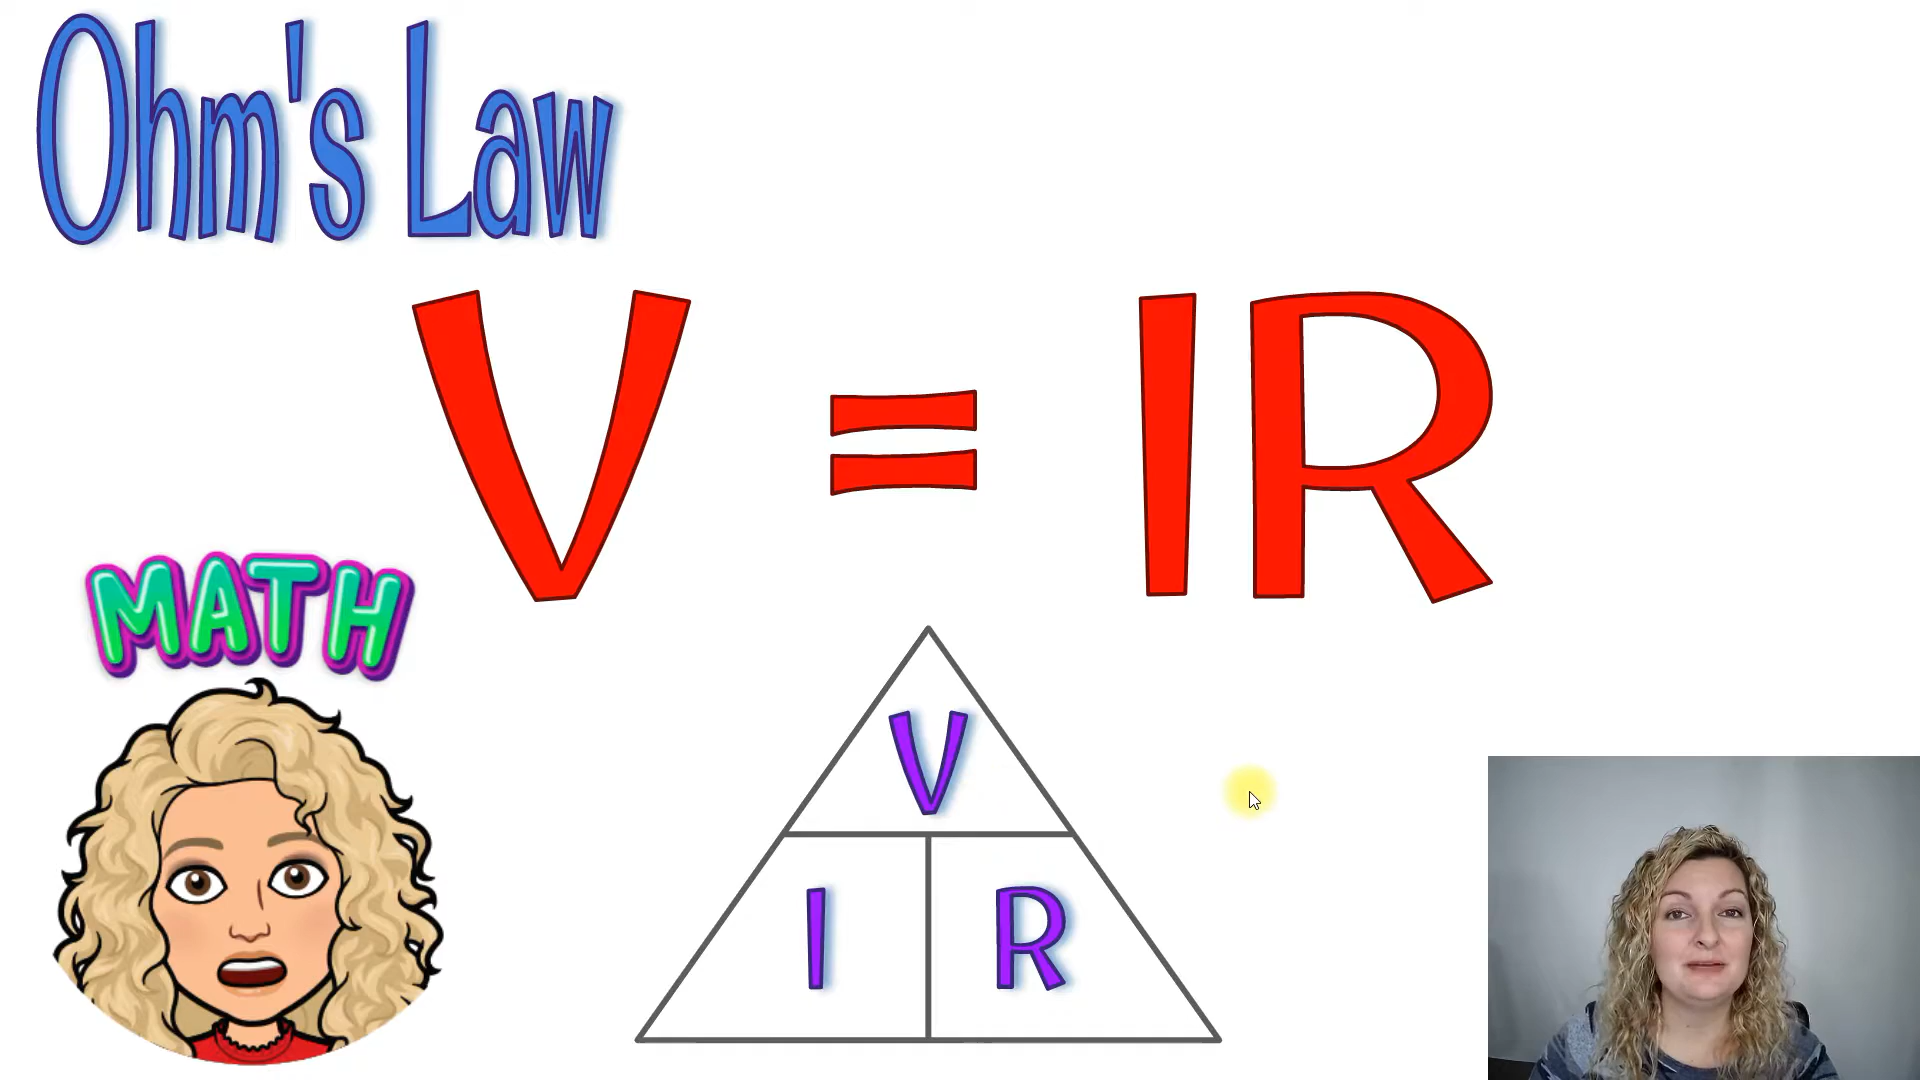 Ohm's Law
V = IR
MATH
V
I R